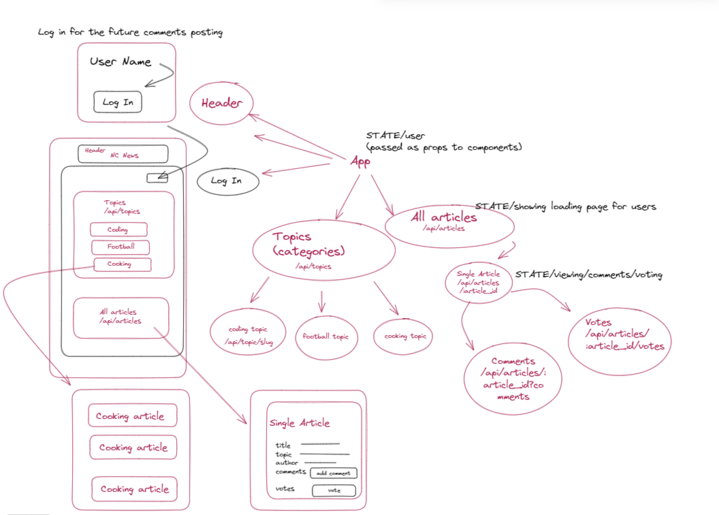 Log in for the future comments posting
User Name
Log In
Header
NC News
Topics
/api/topics
Coding
Football
Cooking
All articles
/api/articles
Cooking article
Cooking article
Cooking article
Header
Log In
STATE/user
(passed as props to components)
App
Topics
(categories)
/api/topics
coding topic
/api/topic/slug
football topic
cooking topic
All articles
/api/articles
STATE/showing loading page for users
Single Article
/api/articles
/article_id
STATE/viewing/comments/voting
Comments
/api/articles/:
article_id?co
mments
Votes
/api/articles/
:article_id/votes
Single Article
title
topic
author
comments
add comment
votes
vote